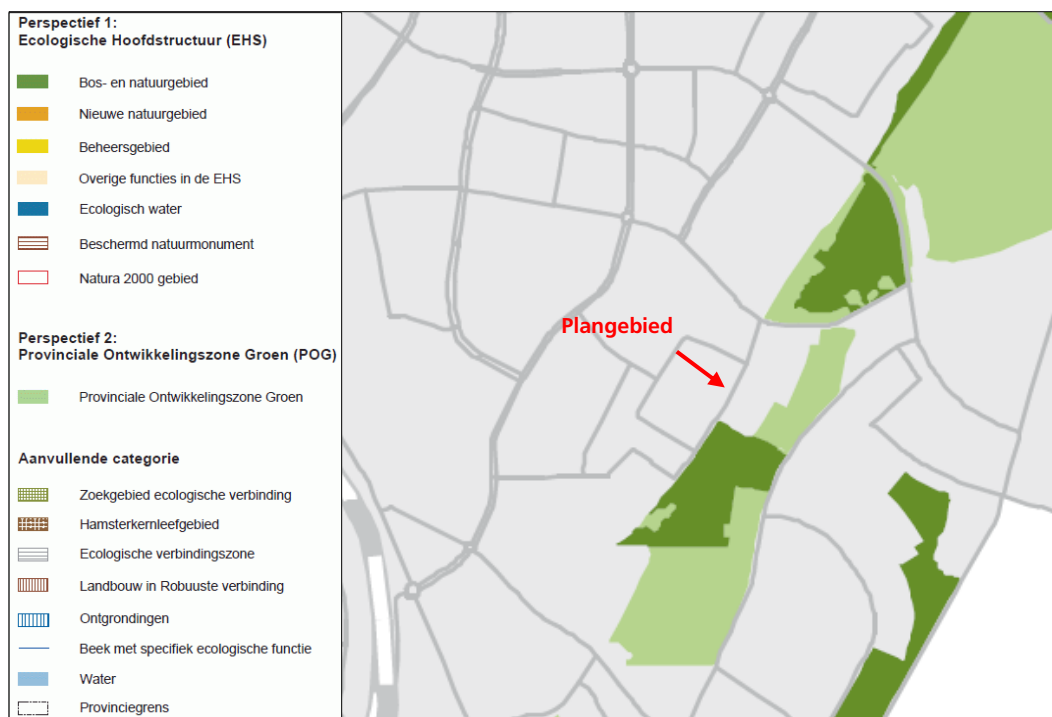 Perspectief 1:
Ecologische Hoofdstructuur (EHS)
Bos- en natuurgebied
Nieuwe natuurgebied
Beheersgebied
Overige functies in de EHS
Ecologisch water
Beschermd natuurmonument
Natura 2000 gebied
Perspectief 2:
Provinciale Ontwikkelingszone Groen (POG)
Provinciale Ontwikkelingszone Groen
Aanvullende categorie
Zoekgebied ecologische verbinding
Hamsterkernleefgebied
Ecologische verbindingszone
Landbouw in Robuuste verbinding
Ontgrondingen
Beek met specifiek ecologische functie
Water
Provinciegrens
Plangebied